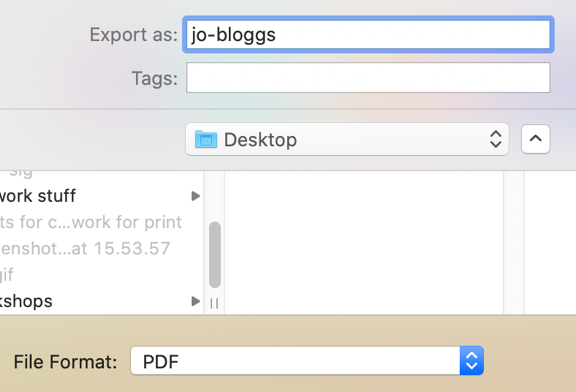 Export as: jo-bloggs
Tags:
Desktop
work stuff
ts for c...work for print
enshot...at 15.53.57
gif
kshops
File Format: PDF